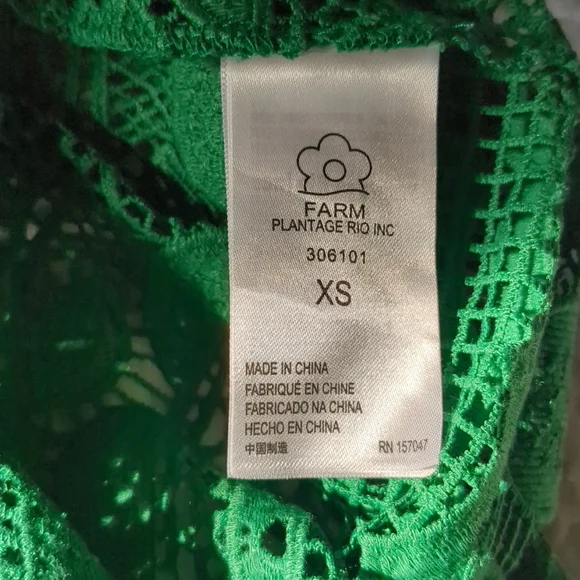 FARM
PLANTAGE RIO INC
306101
XS
MADE IN CHINA
FABRIQUÉ EN CHINE
FABRICADO NA CHINA
HECHO EN CHINA
中国制造 RN 157047